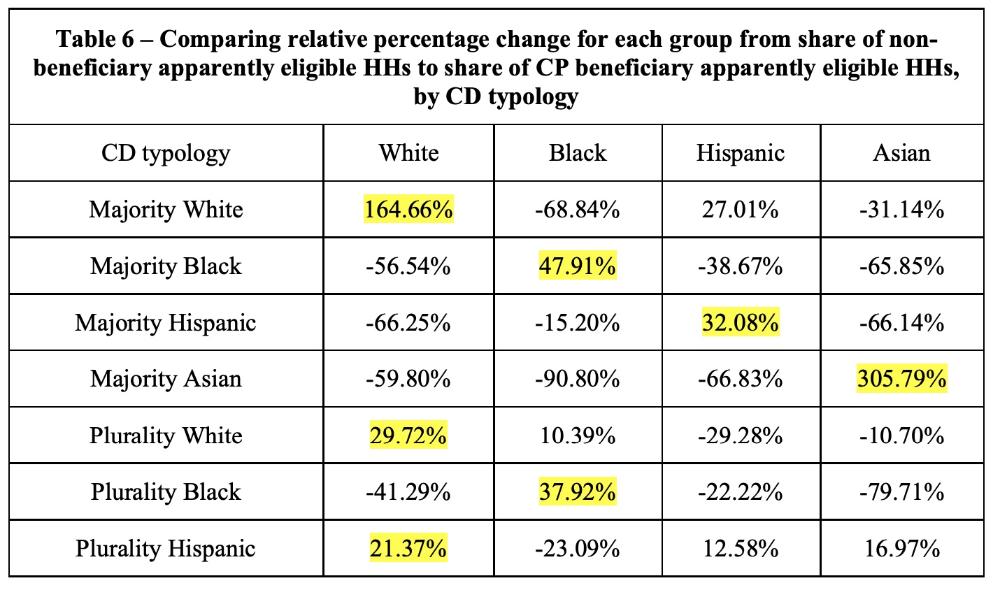 Table 6 – Comparing relative percentage change for each group from share of non-
beneficiary apparently eligible HHs to share of CP beneficiary apparently eligible HHs,
by CD typology
CD typology White Black Hispanic Asian
Majority White 164.66% -68.84% 27.01% -31.14%
Majority Black -56.54% 47.91% -38.67% -65.85%
Majority Hispanic -66.25% -15.20% 32.08% -66.14%
Majority Asian -59.80% -90.80% -66.83% 305.79%
Plurality White 29.72% 10.39% -29.28% -10.70%
Plurality Black -41.29% 37.92% -22.22% -79.71%
Plurality Hispanic 21.37% -23.09% 12.58% 16.97%